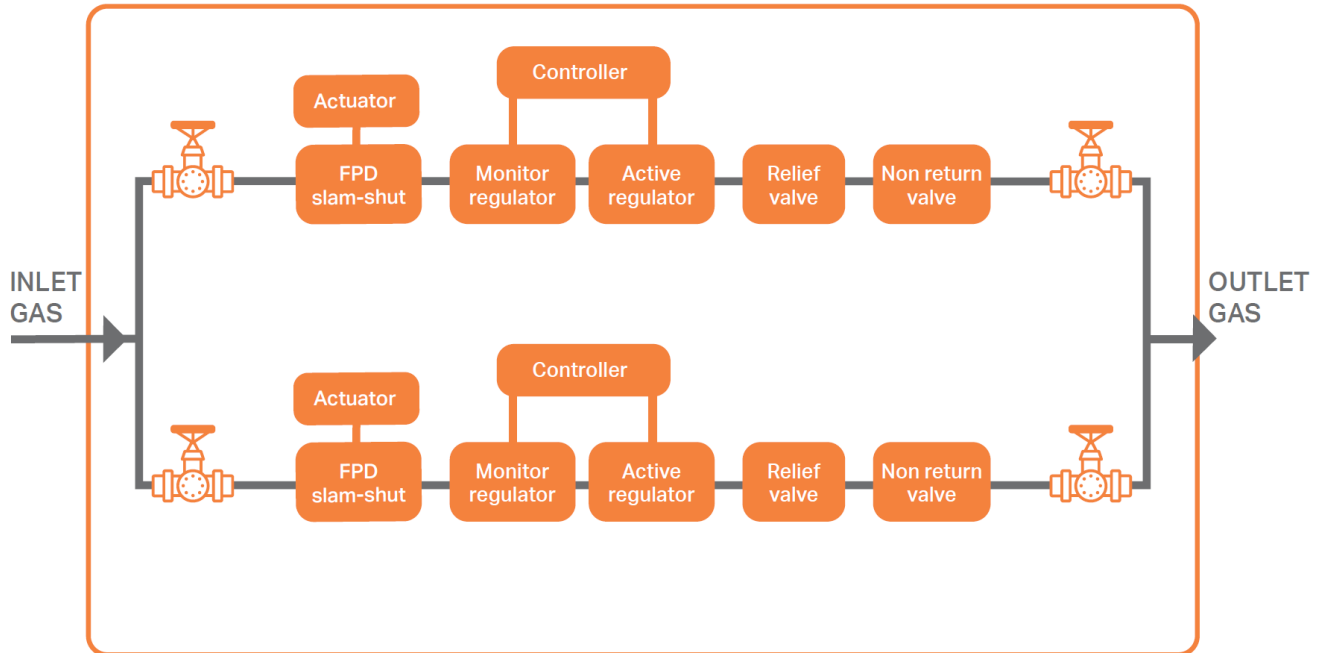 Controller
Actuator
FPD
slam-shut
Monitor
regulator
Active
regulator
Relief
valve
Non return
valve
INLET
GAS
OUTLET
GAS
Controller
Actuator
FPD
slam-shut
Monitor
regulator
Active
regulator
Relief
valve
Non return
valve